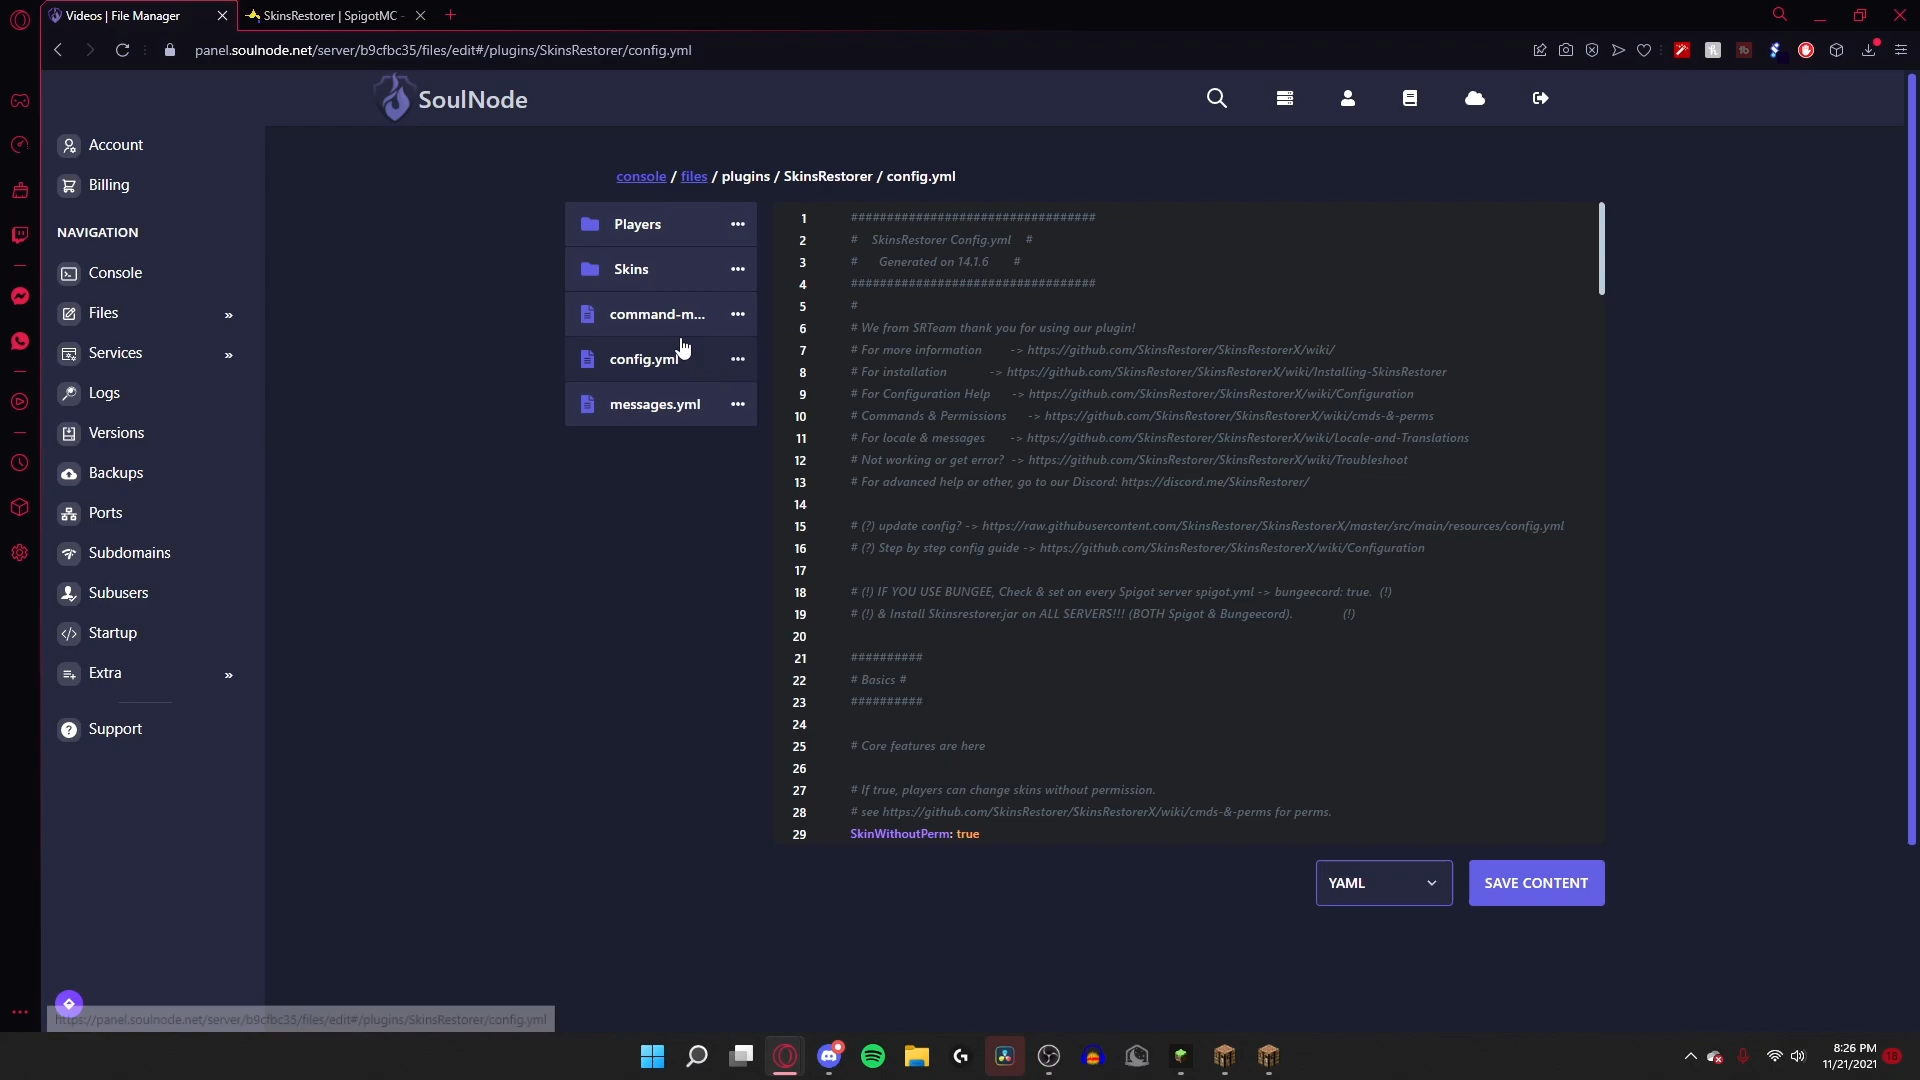 Videos | File Manager
SkinsRestorer | SpigotMC -
panel.soulnode.net/server/b9cfbc35/files/edit#/plugins/SkinsRestorer/config.yml
SoulNode
Account
Billing
NAVIGATION
Console
Files »
Services »
Logs
Versions
Backups
Ports
Subdomains
Subusers
Startup
Extra »
Support
console / files / plugins / SkinsRestorer / config.yml
Players
Skins
command-m...
config.yml
messages.yml
1 ##################################
2 # SkinsRestorer Config.yml #
3 # Generated on 14.1.6 #
4 ##################################
5 #
6 # We from SRTeam thank you for using our plugin!
7 # For more information -> https://github.com/SkinsRestorer/SkinsRestorerX/wiki/
8 # For installation -> https://github.com/SkinsRestorer/SkinsRestorerX/wiki/Installing-SkinsRestorer
9 # For Configuration Help -> https://github.com/SkinsRestorer/SkinsRestorerX/wiki/Configuration
10 # Commands & Permissions -> https://github.com/SkinsRestorer/SkinsRestorerX/wiki/cmds-&-perms
11 # For locale & messages -> https://github.com/SkinsRestorer/SkinsRestorerX/wiki/Locale-and-Translations
12 # Not working or get error? -> https://github.com/SkinsRestorer/SkinsRestorerX/wiki/Troubleshoot
13 # For advanced help or other, go to our Discord: https://discord.me/SkinsRestorer/
14
15 # (?) update config? -> https://raw.githubusercontent.com/SkinsRestorer/SkinsRestorerX/master/src/main/resources/config.yml
16 # (?) Step by step config guide -> https://github.com/SkinsRestorer/SkinsRestorerX/wiki/Configuration
17
18 # (!) IF YOU USE BUNGEE, Check & set on every Spigot server spigot.yml -> bungeecord: true. (!)
19 # (!) & Install Skinsrestorer.jar on ALL SERVERS!!! (BOTH Spigot & Bungeecord). (!)
20
21 ##########
22 # Basics #
23 ##########
24
25 # Core features are here
26
27 # If true, players can change skins without permission.
28 # see https://github.com/SkinsRestorer/SkinsRestorerX/wiki/cmds-&-perms for perms.
29 SkinWithoutPerm: true
YAML
SAVE CONTENT
https://panel.soulnode.net/server/b9cfbc35/files/edit#/plugins/SkinsRestorer/config.yml
8:26 PM
11/21/2021
18